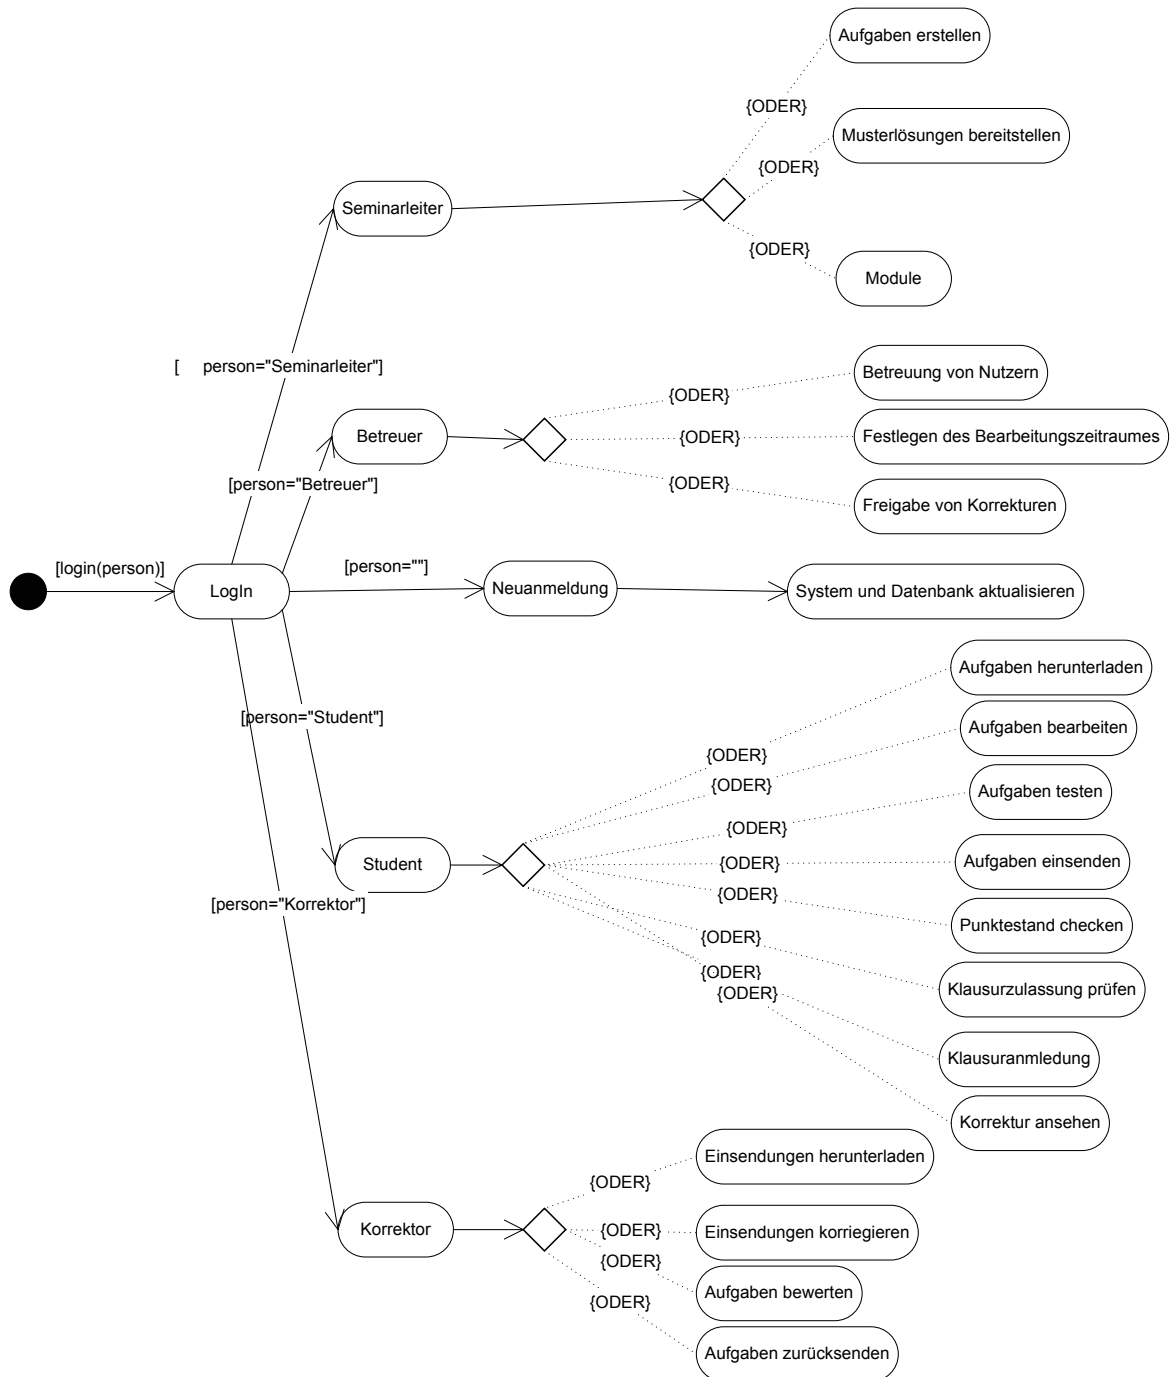 Aufgaben erstellen
{ODER}
Musterlösungen bereitstellen
{ODER}
Seminarleiter
{ODER}
Module
[ person="Seminarleiter"]
Betreuung von Nutzern
{ODER}
Betreuer
{ODER}
Festlegen des Bearbeitungszeitraumes
[person="Betreuer"]
{ODER}
Freigabe von Korrekturen
[login(person)]
[person=""]
LogIn
Neuanmeldung
System und Datenbank aktualisieren
Aufgaben herunterladen
[person="Student"]
Aufgaben bearbeiten
{ODER}
{ODER}
Aufgaben testen
{ODER}
Student
{ODER}
Aufgaben einsenden
{ODER}
[person="Korrektor"]
Punktestand checken
{ODER}
{ODER}
{ODER}
Klausurzulassung prüfen
Klausuranmledung
Korrektur ansehen
Einsendungen herunterladen
{ODER}
Korrektor
{ODER}
Einsendungen korriegieren
{ODER}
Aufgaben bewerten
{ODER}
Aufgaben zurücksenden